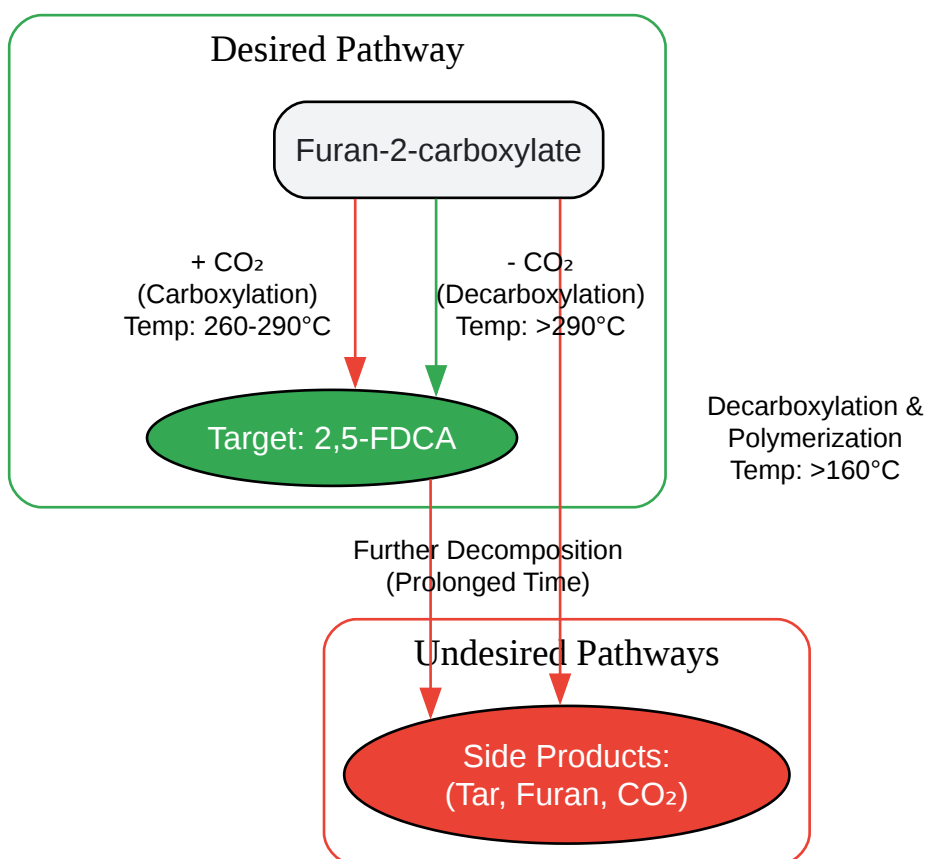 Desired Pathway
Furan-2-carboxylate
+ CO₂
(Carboxylation)
Temp: 260-290°C
- CO₂
(Decarboxylation)
Temp: >290°C
Target: 2,5-FDCA
Decarboxylation &
Polymerization
Temp: >160°C
Further Decomposition
(Prolonged Time)
Undesired Pathways
Side Products:
(Tar, Furan, CO₂)